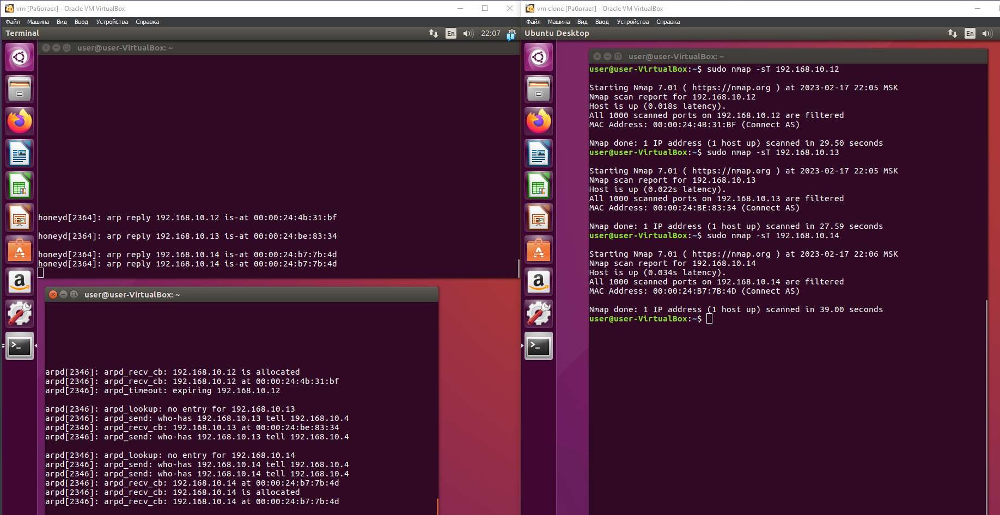 vm [Работает] - Oracle VM VirtualBox
Файл Машина Вид Ввод Устройства Справка
Terminal
En
22:07
user@user-VirtualBox: ~
honeyd[2364]: arp reply 192.168.10.12 is-at 00:00:24:4b:31:bf
honeyd[2364]: arp reply 192.168.10.13 is-at 00:00:24:be:83:34
honeyd[2364]: arp reply 192.168.10.14 is-at 00:00:24:b7:7b:4d
honeyd[2364]: arp reply 192.168.10.14 is-at 00:00:24:b7:7b:4d
user@user-VirtualBox: ~
arpd[2346]: arpd_recv_cb: 192.168.10.12 is allocated
arpd[2346]: arpd_recv_cb: 192.168.10.12 at 00:00:24:4b:31:bf
arpd[2346]: arpd_timeout: expiring 192.168.10.12
arpd[2346]: arpd_lookup: no entry for 192.168.10.13
arpd[2346]: arpd_send: who-has 192.168.10.13 tell 192.168.10.4
arpd[2346]: arpd_recv_cb: 192.168.10.13 at 00:00:24:be:83:34
arpd[2346]: arpd_send: who-has 192.168.10.13 tell 192.168.10.4
arpd[2346]: arpd_lookup: no entry for 192.168.10.14
arpd[2346]: arpd_send: who-has 192.168.10.14 tell 192.168.10.4
arpd[2346]: arpd_send: who-has 192.168.10.14 tell 192.168.10.4
arpd[2346]: arpd_recv_cb: 192.168.10.14 at 00:00:24:b7:7b:4d
arpd[2346]: arpd_recv_cb: 192.168.10.14 is allocated
arpd[2346]: arpd_recv_cb: 192.168.10.14 at 00:00:24:b7:7b:4d
vm clone [Работает] - Oracle VM VirtualBox
Файл Машина Вид Ввод Устройства Справка
Ubuntu Desktop
En
user@user-VirtualBox: ~
user@user-VirtualBox:~$ sudo nmap -sT 192.168.10.12
Starting Nmap 7.01 ( https://nmap.org ) at 2023-02-17 22:05 MSK
Nmap scan report for 192.168.10.12
Host is up (0.018s latency).
All 1000 scanned ports on 192.168.10.12 are filtered
MAC Address: 00:00:24:4B:31:BF (Connect AS)
Nmap done: 1 IP address (1 host up) scanned in 29.50 seconds
user@user-VirtualBox:~$ sudo nmap -sT 192.168.10.13
Starting Nmap 7.01 ( https://nmap.org ) at 2023-02-17 22:05 MSK
Nmap scan report for 192.168.10.13
Host is up (0.022s latency).
All 1000 scanned ports on 192.168.10.13 are filtered
MAC Address: 00:00:24:BE:83:34 (Connect AS)
Nmap done: 1 IP address (1 host up) scanned in 27.59 seconds
user@user-VirtualBox:~$ sudo nmap -sT 192.168.10.14
Starting Nmap 7.01 ( https://nmap.org ) at 2023-02-17 22:06 MSK
Nmap scan report for 192.168.10.14
Host is up (0.034s latency).
All 1000 scanned ports on 192.168.10.14 are filtered
MAC Address: 00:00:24:B7:7B:4D (Connect AS)
Nmap done: 1 IP address (1 host up) scanned in 39.00 seconds
user@user-VirtualBox:~$